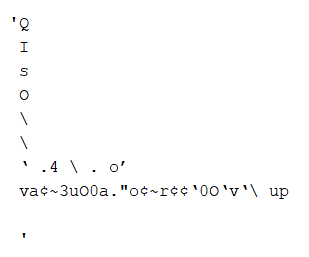 'Q
I
s
O
\
\
‘ .4 \ . o’
va¢~3uO0a."o¢~r¢¢‘0O‘v‘\ up
'